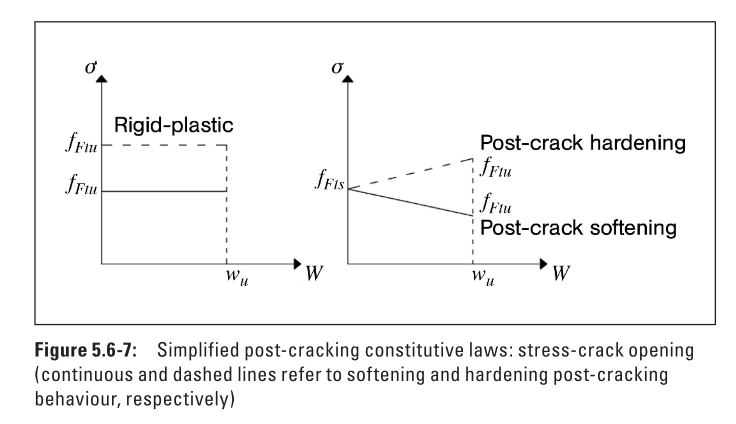 σ
Rigid-plastic
f_Ftu
f_Ftu
w_u
W
σ
Post-crack hardening
f_Ftu
f_Fts
f_Ftu
Post-crack softening
w_u
W
Figure 5.6-7: Simplified post-cracking constitutive laws: stress-crack opening
(continuous and dashed lines refer to softening and hardening post-cracking
behaviour, respectively)